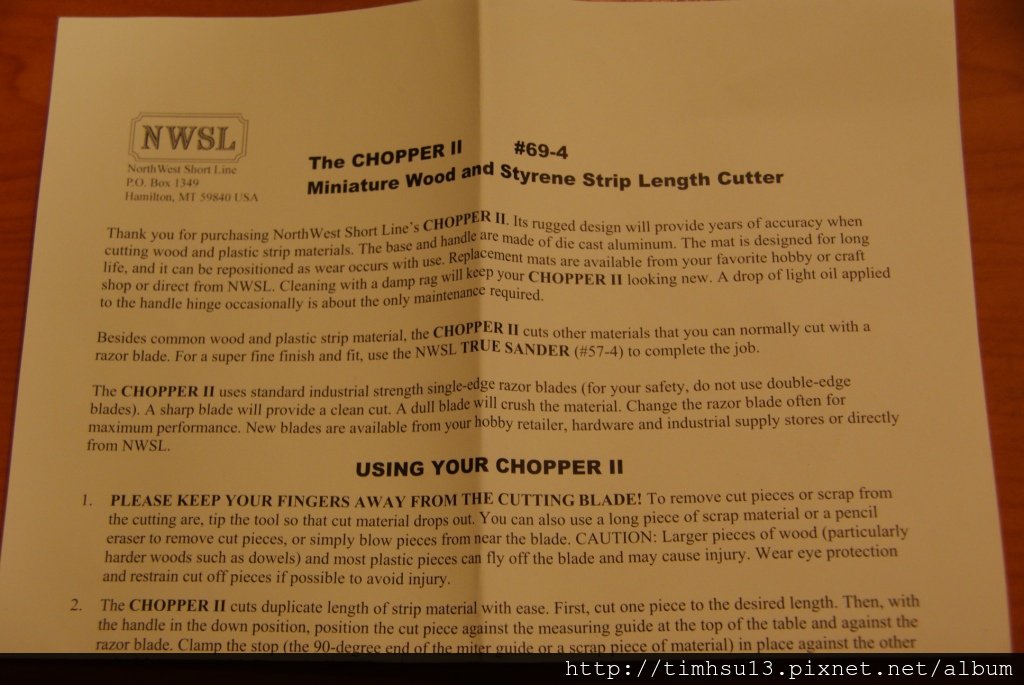 NWSL
NorthWest Short Line
P.O. Box 1349
Hamilton, MT 59840 USA
The CHOPPER II #69-4
Miniature Wood and Styrene Strip Length Cutter
Thank you for purchasing NorthWest Short Line's CHOPPER II. Its rugged design will provide years of accuracy when
cutting wood and plastic strip materials. The base and handle are made of die cast aluminum. The mat is designed for long
life, and it can be repositioned as wear occurs with use. Replacement mats are available from your favorite hobby or craft
shop or direct from NWSL. Cleaning with a damp rag will keep your CHOPPER II looking new. A drop of light oil applied
to the handle hinge occasionally is about the only maintenance required.
Besides common wood and plastic strip material, the CHOPPER II cuts other materials that you can normally cut with a
razor blade. For a super fine finish and fit, use the NWSL TRUE SANDER (#57-4) to complete the job.
The CHOPPER II uses standard industrial strength single-edge razor blades (for your safety, do not use double-edge
blades). A sharp blade will provide a clean cut. A dull blade will crush the material. Change the razor blade often for
maximum performance. New blades are available from your hobby retailer, hardware and industrial supply stores or directly
from NWSL.
USING YOUR CHOPPER II
1. PLEASE KEEP YOUR FINGERS AWAY FROM THE CUTTING BLADE! To remove cut pieces or scrap from
the cutting are, tip the tool so that cut material drops out. You can also use a long piece of scrap material or a pencil
eraser to remove cut pieces, or simply blow pieces from near the blade. CAUTION: Larger pieces of wood (particularly
harder woods such as dowels) and most plastic pieces can fly off the blade and may cause injury. Wear eye protection
and restrain cut off pieces if possible to avoid injury.
2. The CHOPPER II cuts duplicate length of strip material with ease. First, cut one piece to the desired length. Then, with
the handle in the down position, position the cut piece against the measuring guide at the top of the table and against the
razor blade. Clamp the stop (the 90-degree end of the miter guide or a scrap piece of material) in place against the other
http://timhsu13.pixnet.net/album